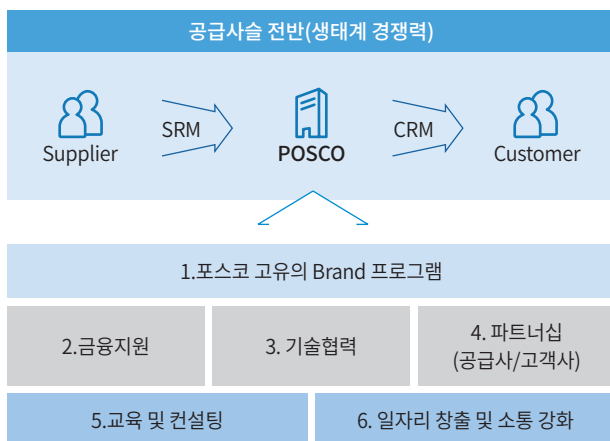 공급사슬 전반(생태계 경쟁력)
SRM
CRM
Supplier
POSCO
Customer
1.포스코 고유의 Brand 프로그램
2.금융지원
3. 기술협력
4. 파트너십
(공급사/고객사)
5.교육 및 컨설팅
6. 일자리 창출 및 소통 강화